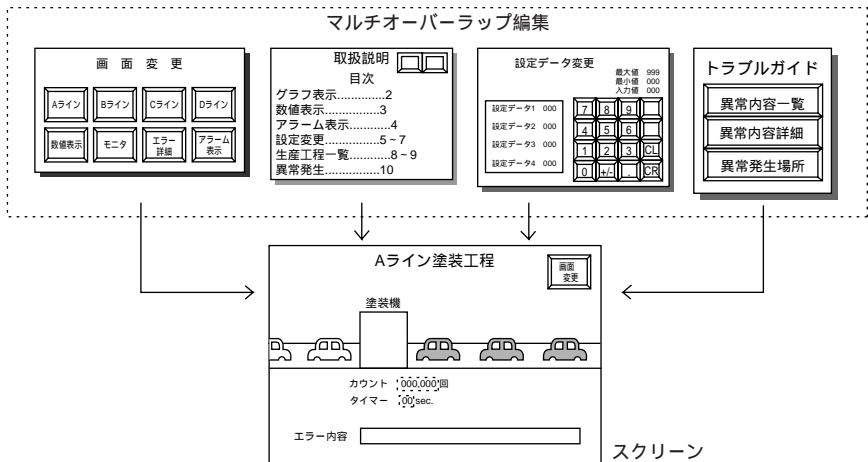 マルチオーバーラップ編集
画 面 変 更
Aライン Bライン Cライン Dライン
数値表示 モニタ エラー詳細 アラーム表示
取扱説明
目次
グラフ表示..............2
数値表示...............3
アラーム表示...........4
設定変更...............5~7
生産工程一覧...........8~9
異常発生...............10
設定データ変更
最大値 999
最小値 000
入力値 000
設定データ1 000
設定データ2 000
設定データ3 000
設定データ4 000
7 8 9
4 5 6
1 2 3 CL
0 +/- . CR
トラブルガイド
異常内容一覧
異常内容詳細
異常発生場所
Aライン塗装工程
画面
変更
塗装機
カウント 000,000回
タイマー 00 sec.
エラー内容
スクリーン